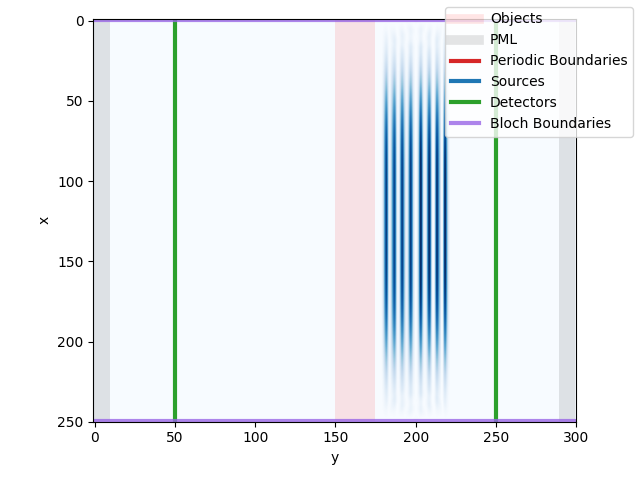 Objects
PML
Periodic Boundaries
Sources
Detectors
Bloch Boundaries
0
50
100
150
200
250
x
0
50
100
150
200
250
300
y